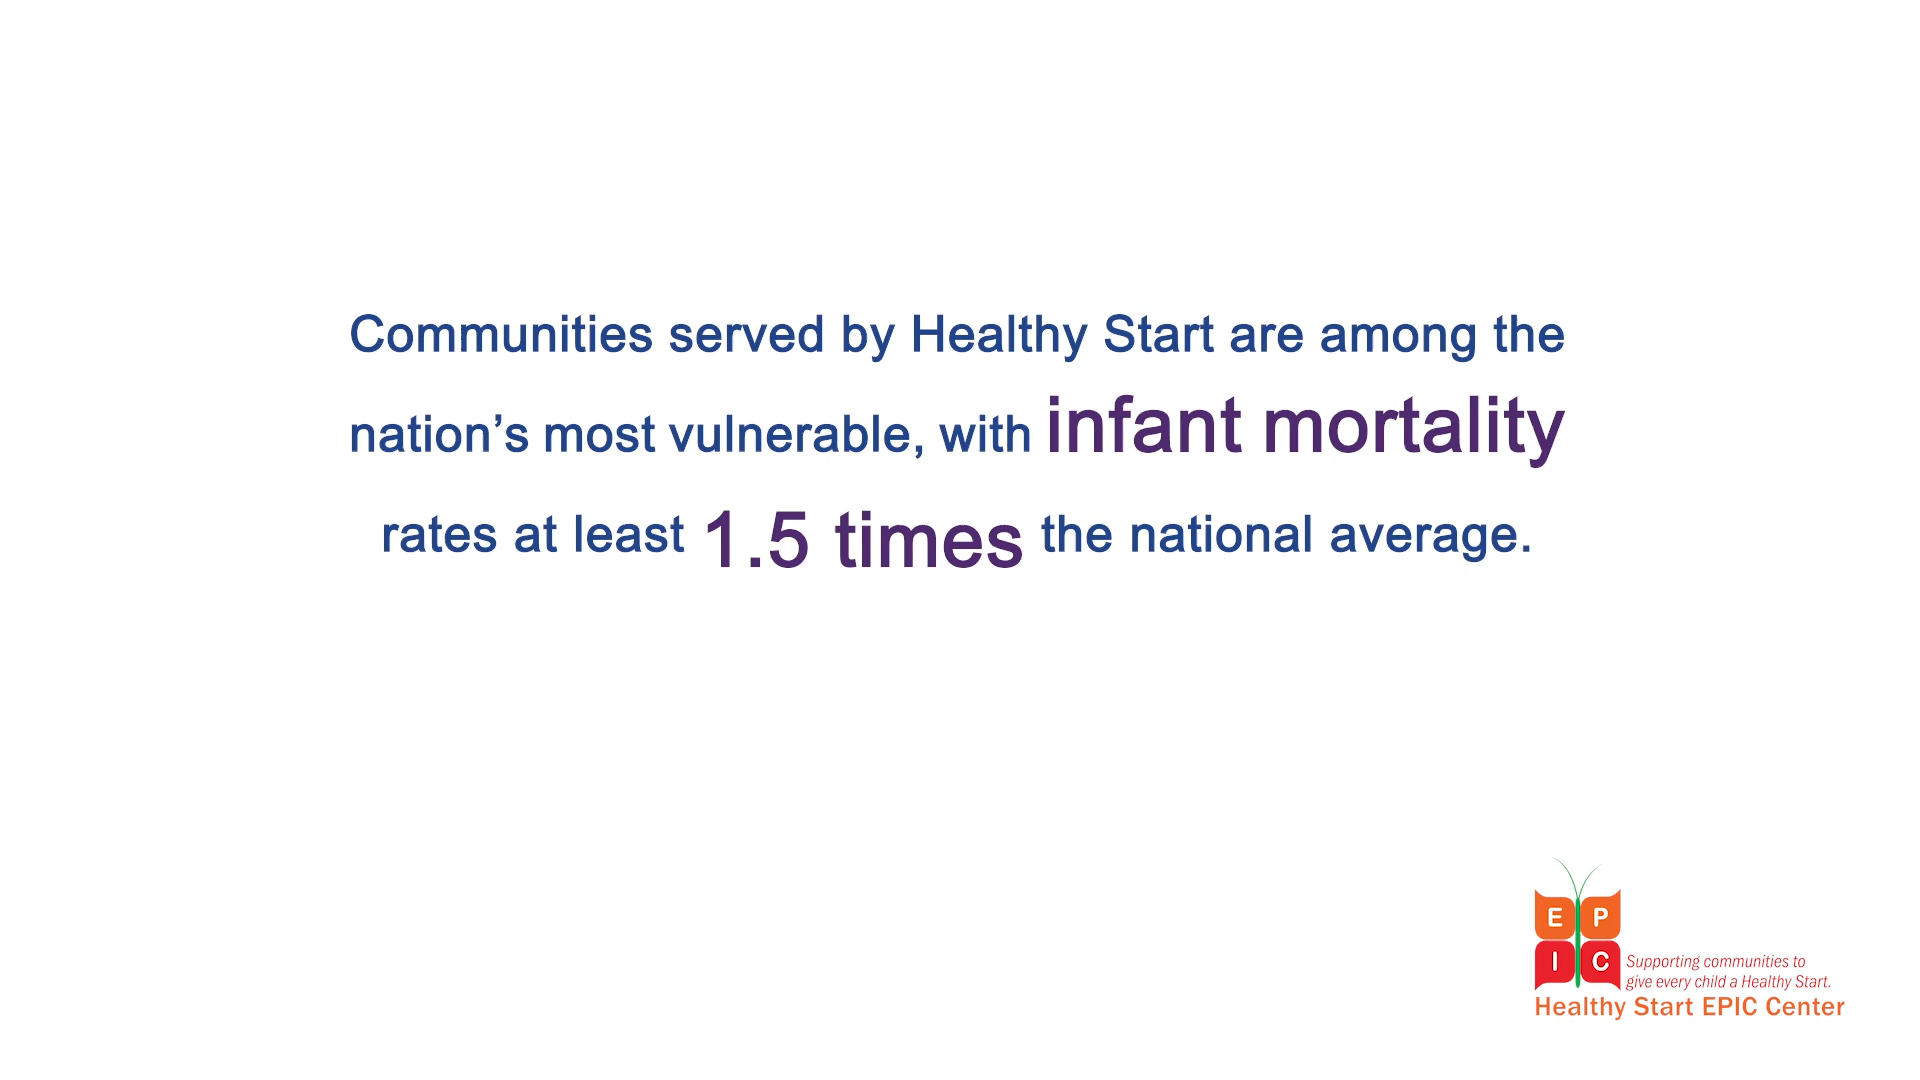 Communities served by Healthy Start are among the
nation’s most vulnerable, with infant mortality
rates at least 1.5 times the national average.
E P
I C
Supporting communities to
give every child a Healthy Start.
Healthy Start EPIC Center